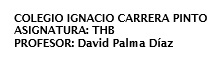 COLEGIO IGNACIO CARRERA PINTO
ASIGNATURA: THB
PROFESOR: David Palma Díaz